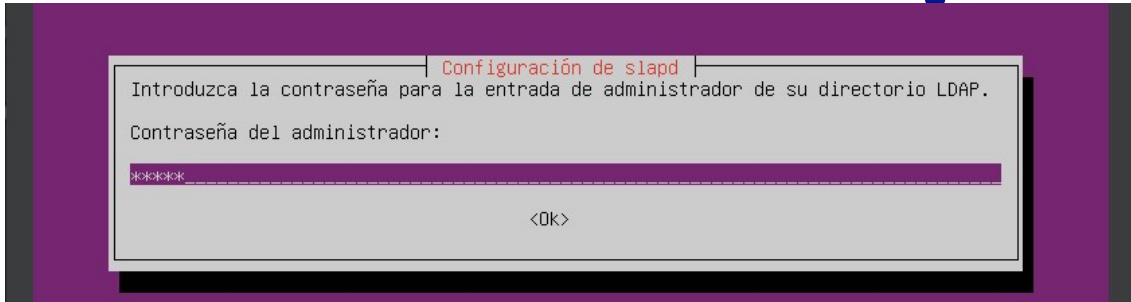 Configuración de slapd
Introduzca la contraseña para la entrada de administrador de su directorio LDAP.
Contraseña del administrador:
*****
<Ok>